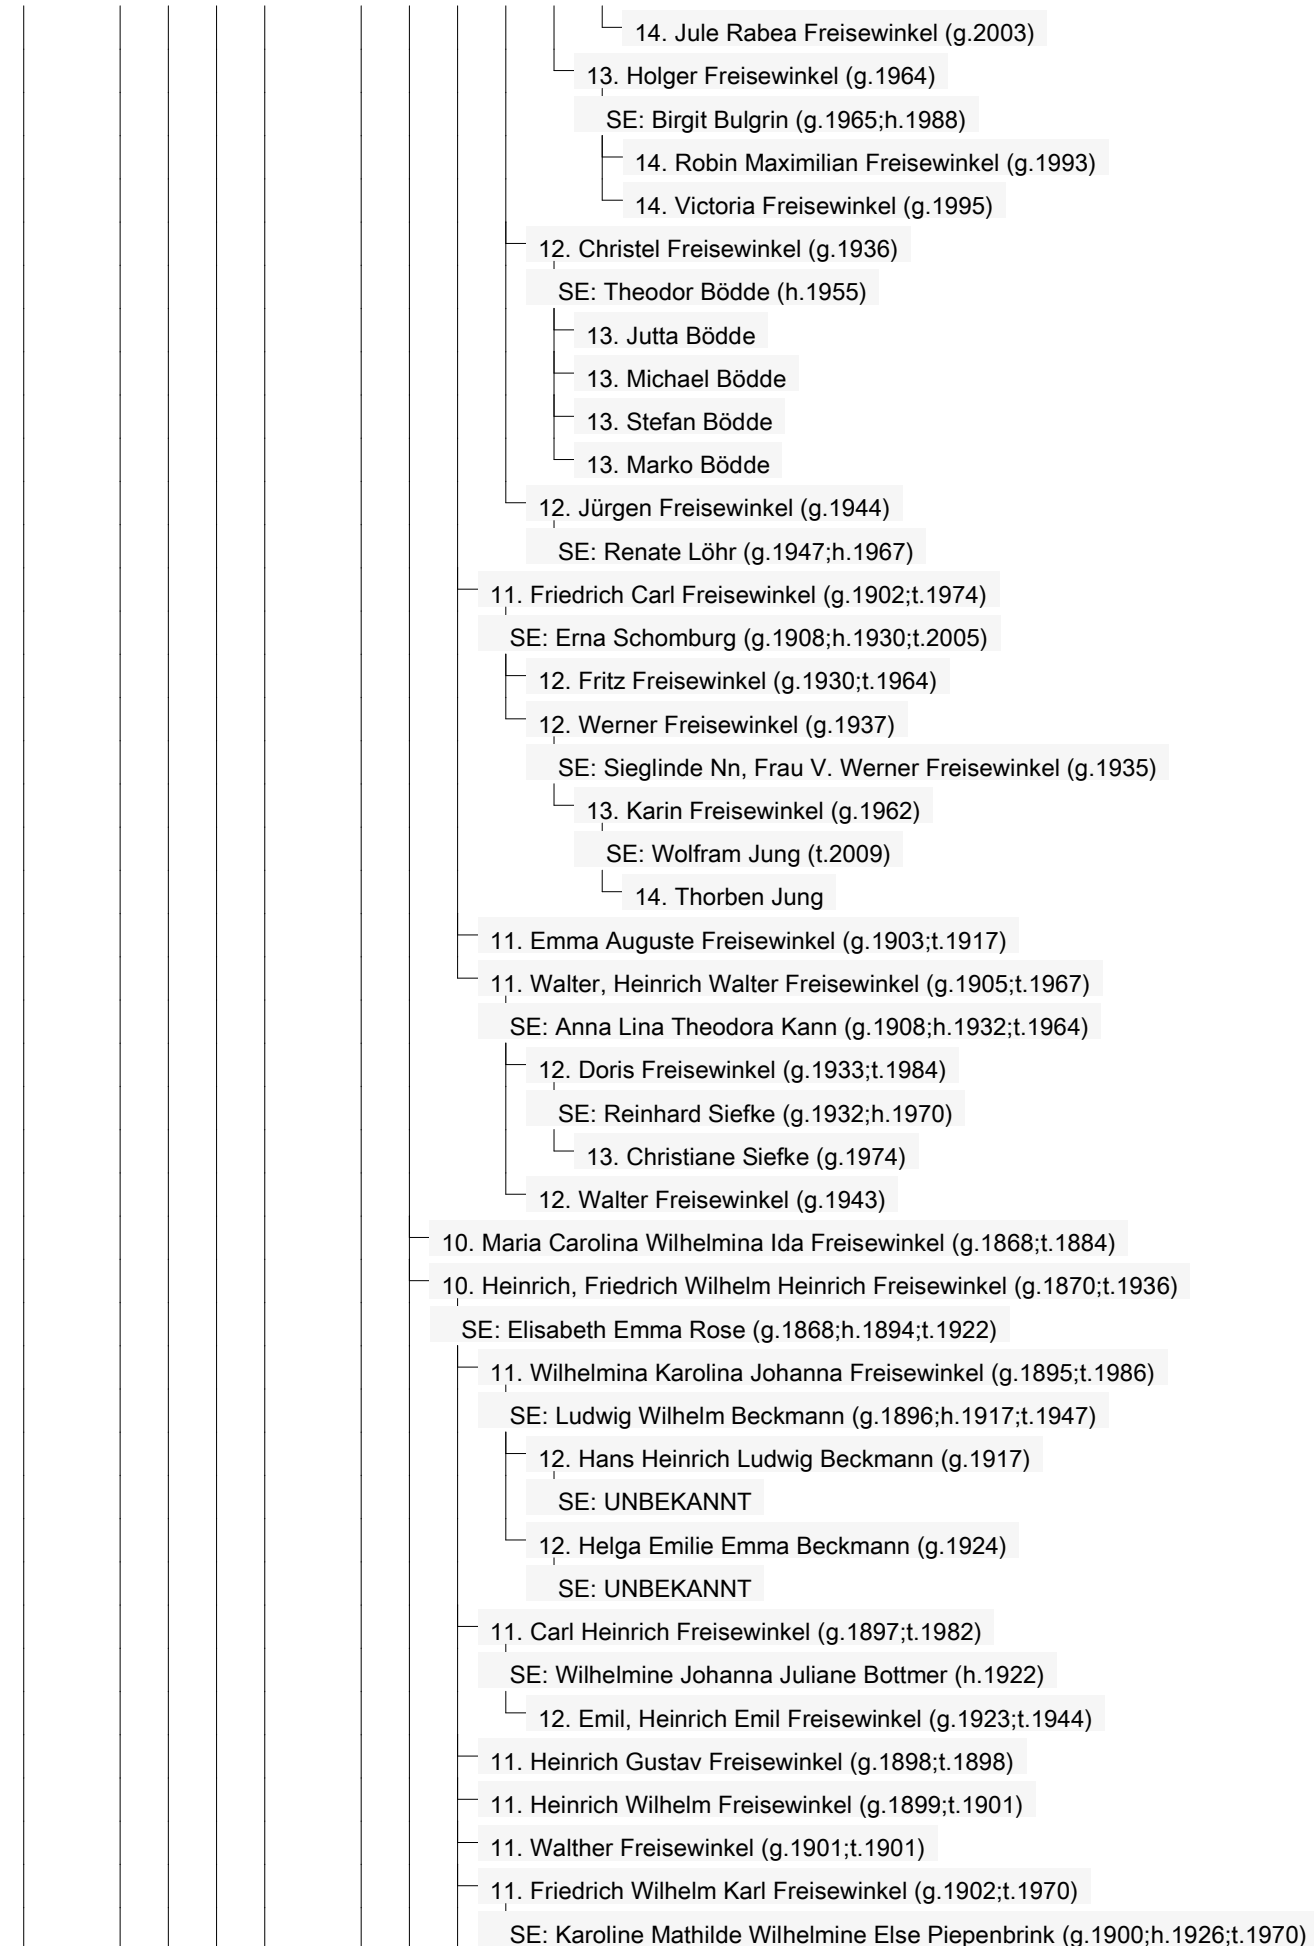 14. Jule Rabea Freisewinkel (g.2003)
13. Holger Freisewinkel (g.1964)
SE: Birgit Bulgrin (g.1965;h.1988)
14. Robin Maximilian Freisewinkel (g.1993)
14. Victoria Freisewinkel (g.1995)
12. Christel Freisewinkel (g.1936)
SE: Theodor Bödde (h.1955)
13. Jutta Bödde
13. Michael Bödde
13. Stefan Bödde
13. Marko Bödde
12. Jürgen Freisewinkel (g.1944)
SE: Renate Löhr (g.1947;h.1967)
11. Friedrich Carl Freisewinkel (g.1902;t.1974)
SE: Erna Schomburg (g.1908;h.1930;t.2005)
12. Fritz Freisewinkel (g.1930;t.1964)
12. Werner Freisewinkel (g.1937)
SE: Sieglinde Nn, Frau V. Werner Freisewinkel (g.1935)
13. Karin Freisewinkel (g.1962)
SE: Wolfram Jung (t.2009)
14. Thorben Jung
11. Emma Auguste Freisewinkel (g.1903;t.1917)
11. Walter, Heinrich Walter Freisewinkel (g.1905;t.1967)
SE: Anna Lina Theodora Kann (g.1908;h.1932;t.1964)
12. Doris Freisewinkel (g.1933;t.1984)
SE: Reinhard Siefke (g.1932;h.1970)
13. Christiane Siefke (g.1974)
12. Walter Freisewinkel (g.1943)
10. Maria Carolina Wilhelmina Ida Freisewinkel (g.1868;t.1884)
10. Heinrich, Friedrich Wilhelm Heinrich Freisewinkel (g.1870;t.1936)
SE: Elisabeth Emma Rose (g.1868;h.1894;t.1922)
11. Wilhelmina Karolina Johanna Freisewinkel (g.1895;t.1986)
SE: Ludwig Wilhelm Beckmann (g.1896;h.1917;t.1947)
12. Hans Heinrich Ludwig Beckmann (g.1917)
SE: UNBEKANNT
12. Helga Emilie Emma Beckmann (g.1924)
SE: UNBEKANNT
11. Carl Heinrich Freisewinkel (g.1897;t.1982)
SE: Wilhelmine Johanna Juliane Bottmer (h.1922)
12. Emil, Heinrich Emil Freisewinkel (g.1923;t.1944)
11. Heinrich Gustav Freisewinkel (g.1898;t.1898)
11. Heinrich Wilhelm Freisewinkel (g.1899;t.1901)
11. Walther Freisewinkel (g.1901;t.1901)
11. Friedrich Wilhelm Karl Freisewinkel (g.1902;t.1970)
SE: Karoline Mathilde Wilhelmine Else Piepenbrink (g.1900;h.1926;t.1970)